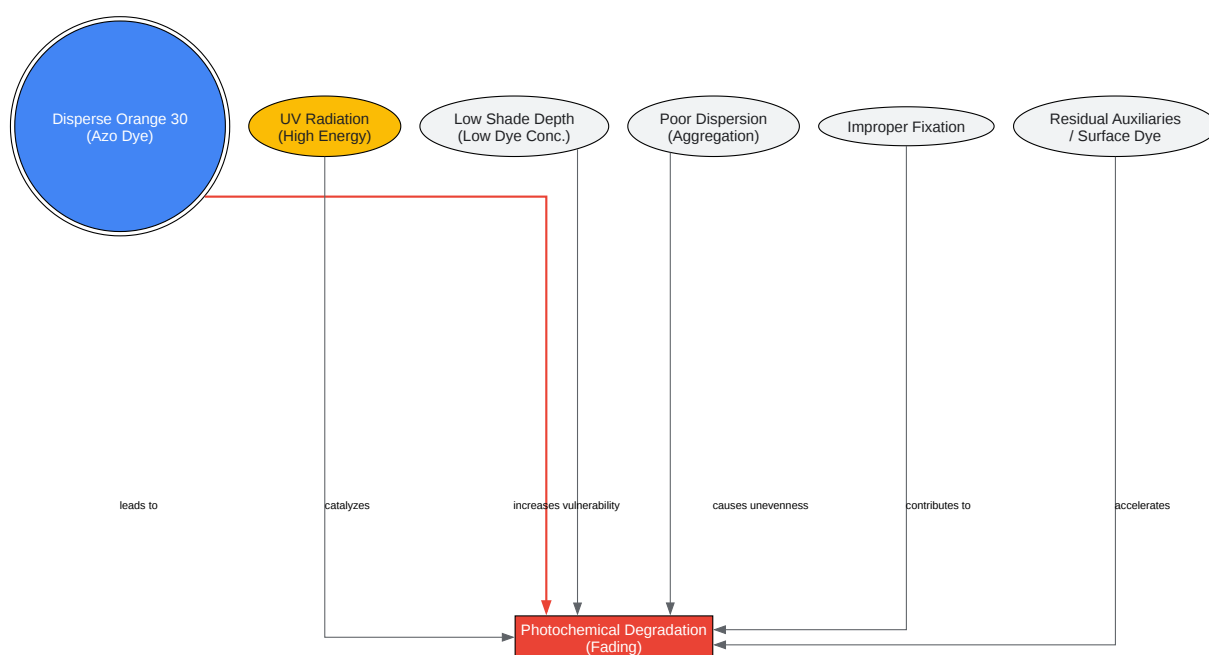 Disperse Orange 30
(Azo Dye)
UV Radiation
(High Energy)
Low Shade Depth
(Low Dye Conc.)
Poor Dispersion
(Aggregation)
Improper Fixation
Residual Auxiliaries
/ Surface Dye
leads to
catalyzes
increases vulnerability
causes unevenness
contributes to
accelerates
Photochemical Degradation
(Fading)